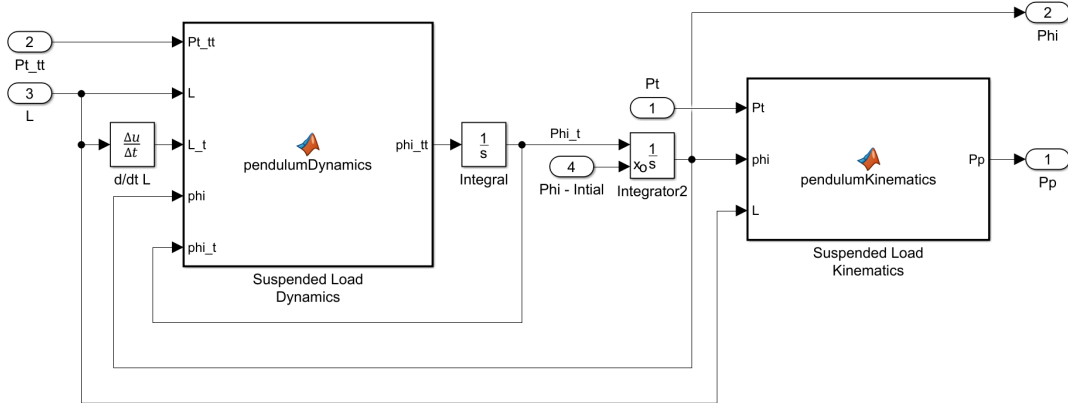 2
Pt_tt
3
L
Δu
Δt
d/dt L
Pt_tt
L
L_t
phi
phi_t
pendulumDynamics
phi_tt
Suspended Load
Dynamics
1
s
Integral
Phi_t
4
Phi - Intial
Pt
1
xo
1
s
Integrator2
Pt
phi
L
pendulumKinematics
Pp
Suspended Load
Kinematics
2
Phi
1
Pp